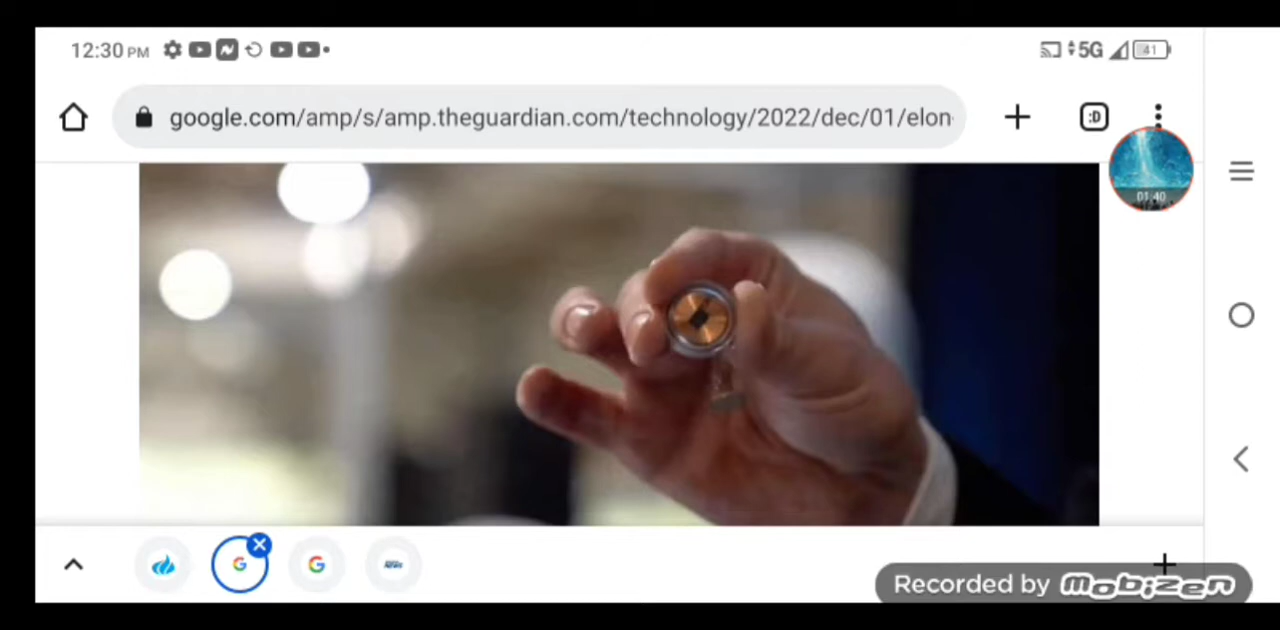 12:30 PM 5G 41
google.com/amp/s/amp.theguardian.com/technology/2022/dec/01/elon
:D
01:40
G G NEWS
Recorded by mobizen